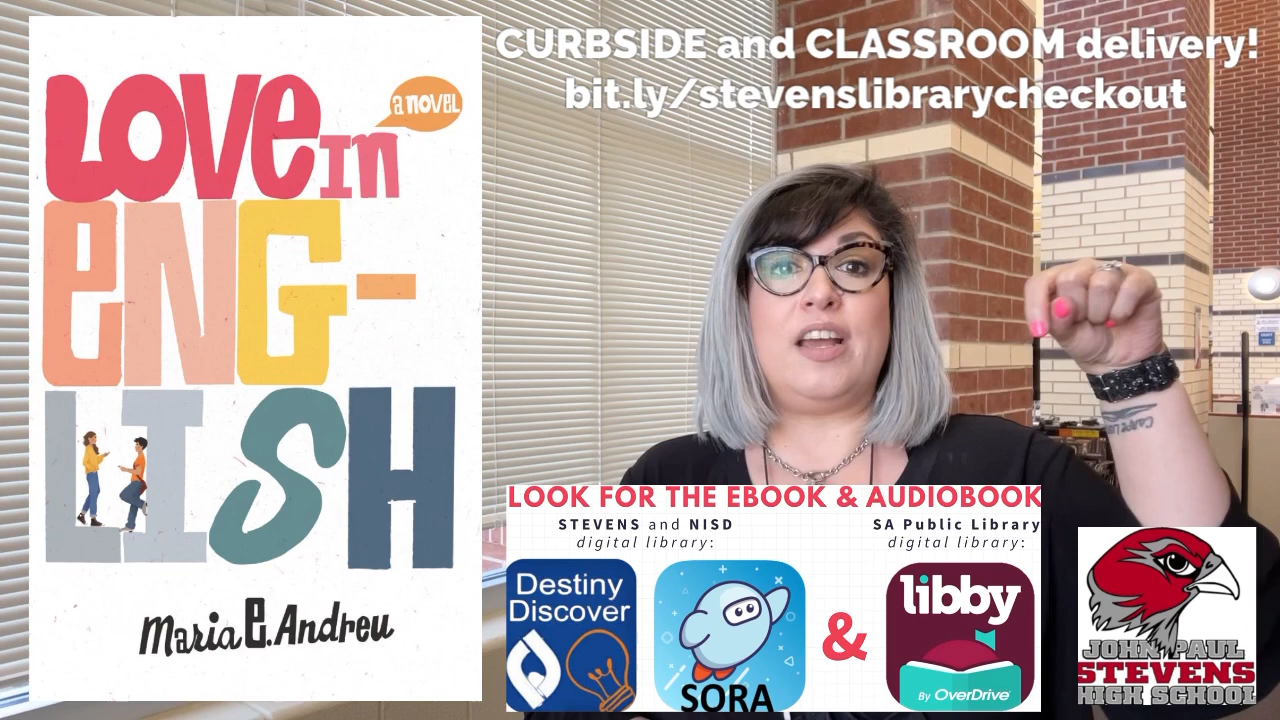 LOVE IN
a novel
ENG-
LISH
Maria E. Andreu
CURBSIDE and CLASSROOM delivery!
bit.ly/stevenslibrarycheckout
LOOK FOR THE EBOOK & AUDIOBOOK
STEVENS and NISD
digital library:
SA Public Library
digital library:
Destiny
Discover
SORA
&
libby
By OverDrive
JOHN PAUL
STEVENS
HIGH SCHOOL